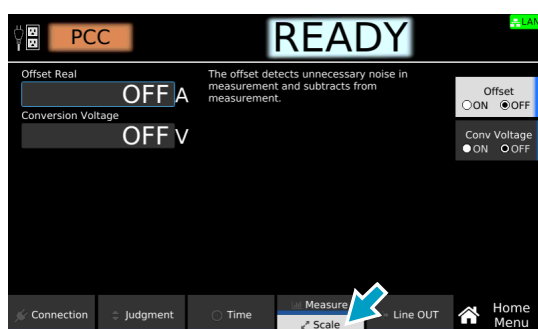 PCC
READY
LAN
Offset Real
OFF A
Conversion Voltage
OFF V
The offset detects unnecessary noise in
measurement and subtracts from
measurement.
Offset
ON OFF
Conv Voltage
ON OFF
Connection
Judgment
Time
Measure
Scale
Line OUT
Home
Menu